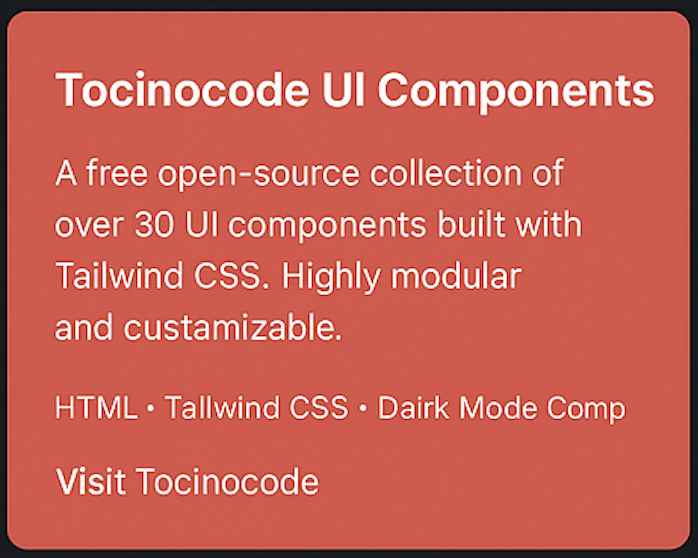 Tocinocode UI Components
A free open-source collection of
over 30 UI components built with
Tailwind CSS. Highly modular
and custamizable.
HTML • Tallwind CSS • Dairk Mode Comp
Visit Tocinocode